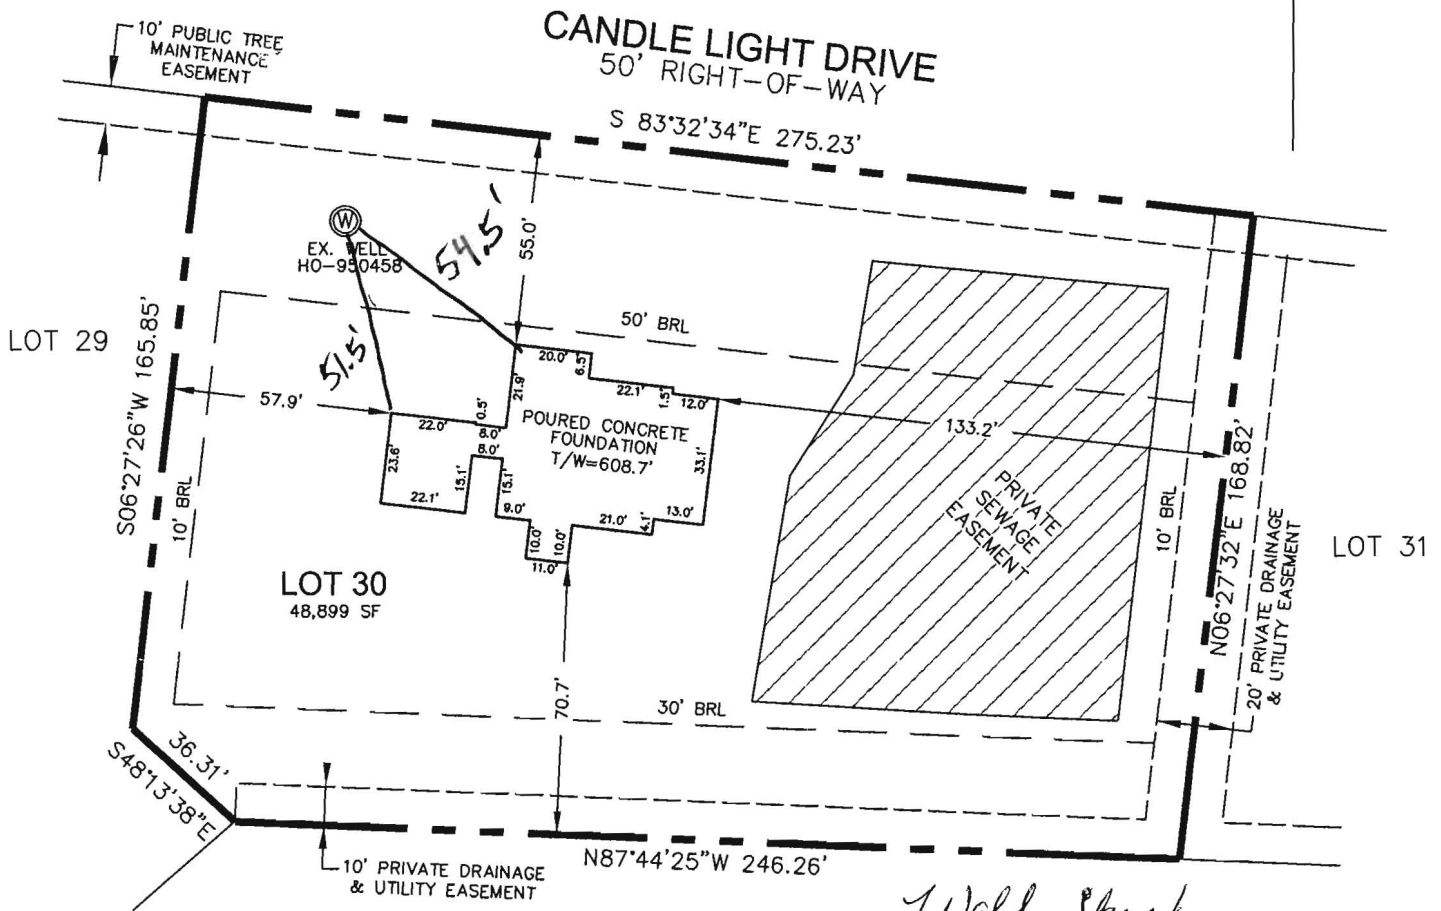 10' PUBLIC TREE
MAINTENANCE
EASEMENT
CANDLE LIGHT DRIVE
50' RIGHT-OF-WAY
S 83°32'34"E 275.23'
W
EX. WELL
HO-950458
54.5'
55.0'
51.5'
LOT 29
S06°27'26"W 165.85'
57.9'
50' BRL
20.0'
6.5'
22.1'
1.5'
12.0'
21.9'
22.0'
0.5'
8.0'
8.0'
23.6'
15.1'
15.1'
22.1'
9.0'
10.0'
10.0'
11.0'
21.0'
4.1'
13.0'
33.1'
POURED CONCRETE
FOUNDATION
T/W=608.7'
133.2'
PRIVATE
SEWAGE
EASEMENT
10' BRL
10' BRL
N06°27'32"E 168.82'
20' PRIVATE DRAINAGE
& UTILITY EASEMENT
LOT 31
LOT 30
48,899 SF
70.7'
30' BRL
36.31'
S48°13'38"E
10' PRIVATE DRAINAGE
& UTILITY EASEMENT
N87°44'25"W 246.26'
Well